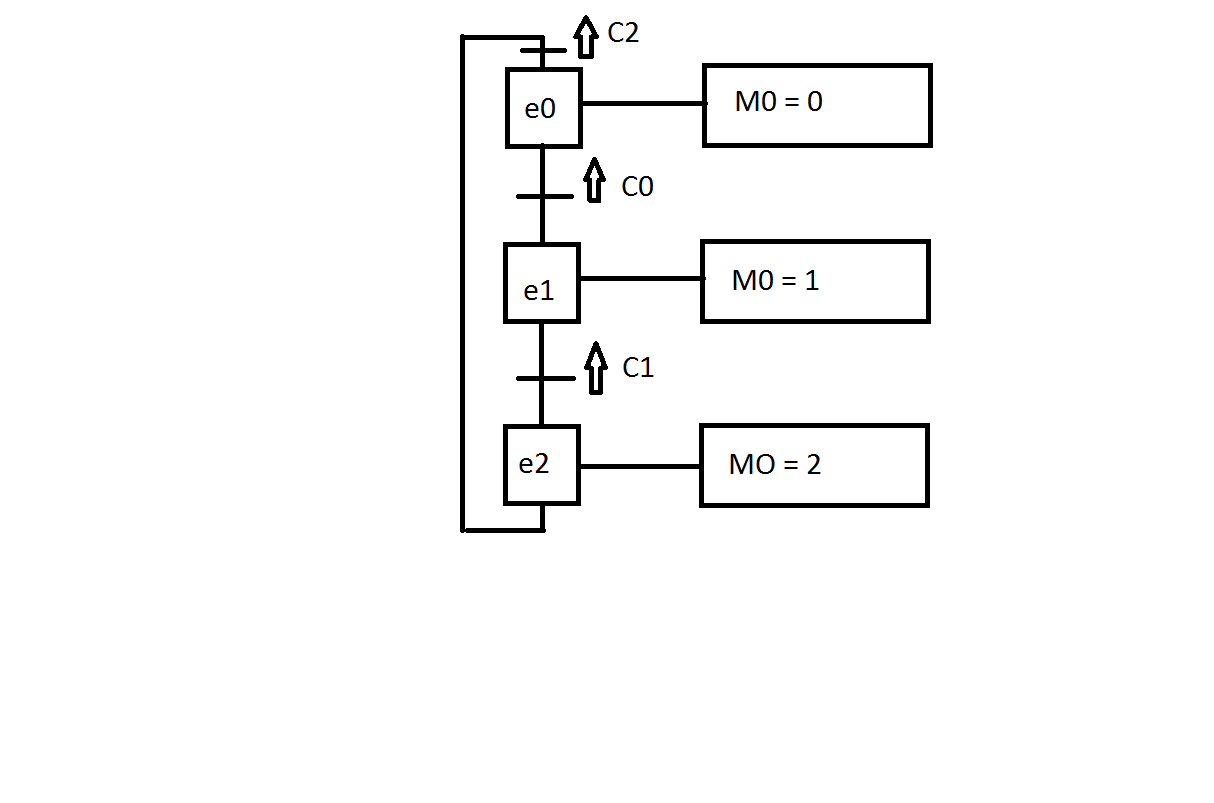 C2
e0
M0 = 0
C0
e1
M0 = 1
C1
e2
MO = 2